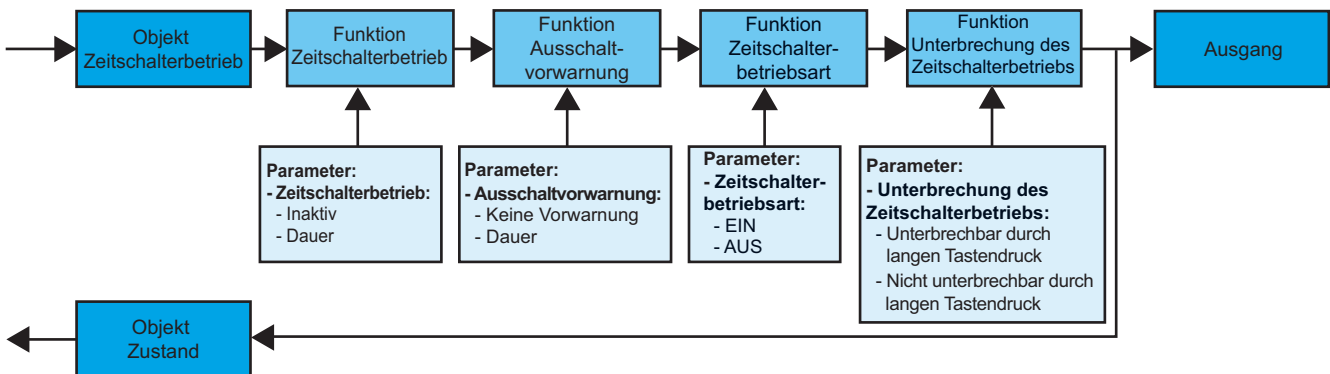 Objekt
Zeitschalterbetrieb
Funktion
Zeitschalterbetrieb
Funktion
Ausschalt-
vorwarnung
Funktion
Zeitschalter-
betriebsart
Funktion
Unterbrechung des
Zeitschalterbetriebs
Ausgang
Parameter:
- Zeitschalterbetrieb:
- Inaktiv
- Dauer
Parameter:
- Ausschaltvorwarnung:
- Keine Vorwarnung
- Dauer
Parameter:
- Zeitschalter-
betriebsart:
- EIN
- AUS
Parameter:
- Unterbrechung des
Zeitschalterbetriebs:
- Unterbrechbar durch
langen Tastendruck
- Nicht unterbrechbar durch
langen Tastendruck
Objekt
Zustand